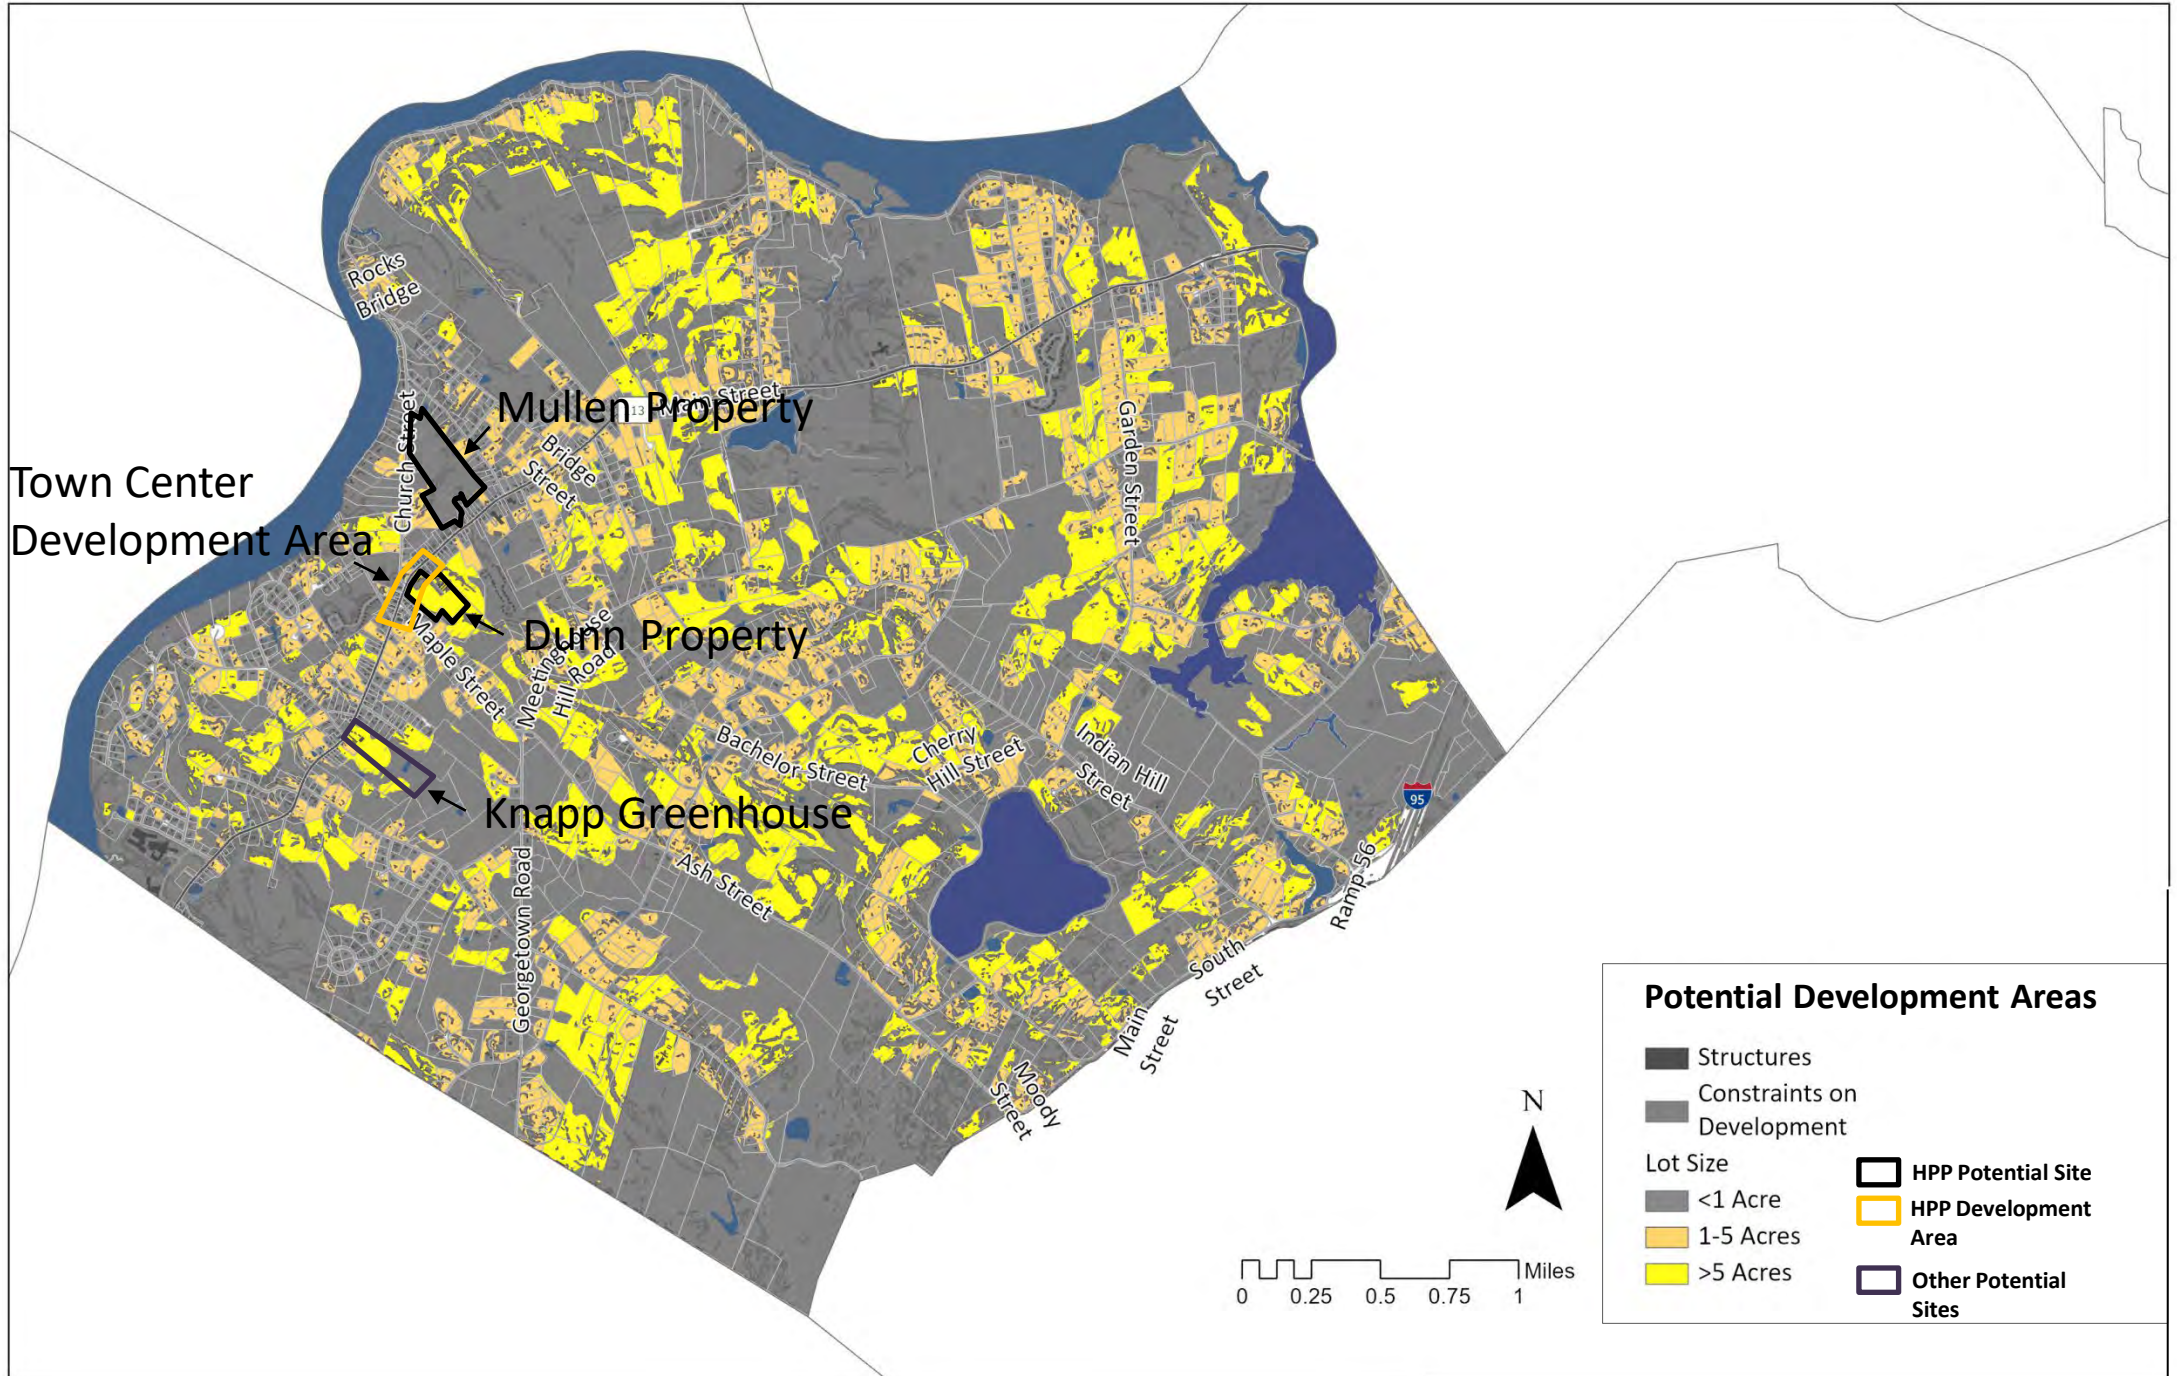 Rocks
Bridge
Church Street
Mullen Property
13
Main Street
Bridge
Street
Garden Street
Town Center
Development Area
Dunn Property
Maple Street
Meetinghouse
Hill Road
Bachelor Street
Cherry
Hill Street
Indian Hill
Street
Knapp Greenhouse
95
Ash Street
Georgetown Road
Ramp 56
South
Street
Main
Street
Moody
Street
N
Miles
0 0.25 0.5 0.75 1
Potential Development Areas
Structures
Constraints on
Development
Lot Size
<1 Acre
1-5 Acres
>5 Acres
HPP Potential Site
HPP Development
Area
Other Potential
Sites